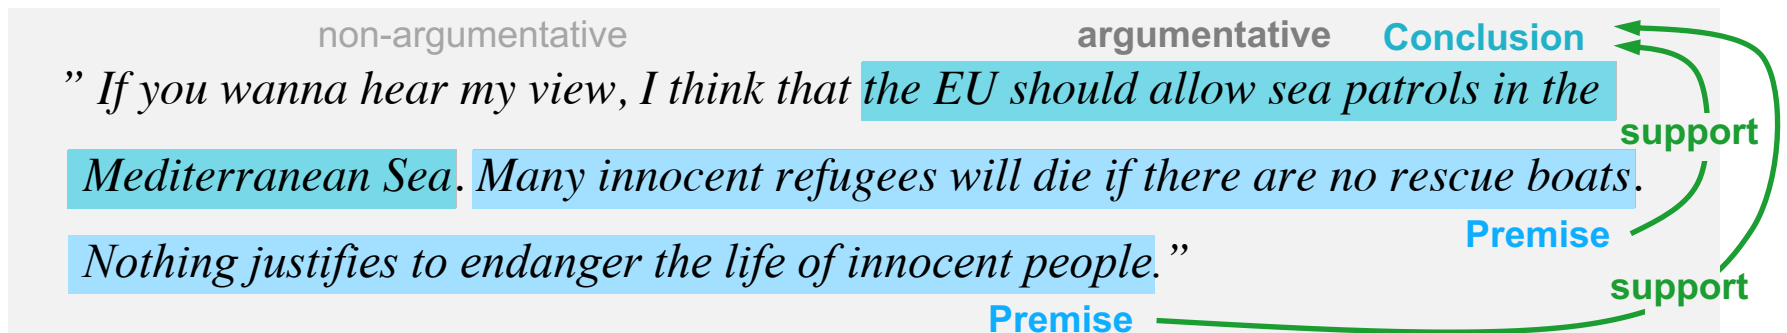 non-argumentative argumentative Conclusion
” If you wanna hear my view, I think that the EU should allow sea patrols in the
support
Mediterranean Sea. Many innocent refugees will die if there are no rescue boats.
Premise
Nothing justifies to endanger the life of innocent people.”
support
Premise